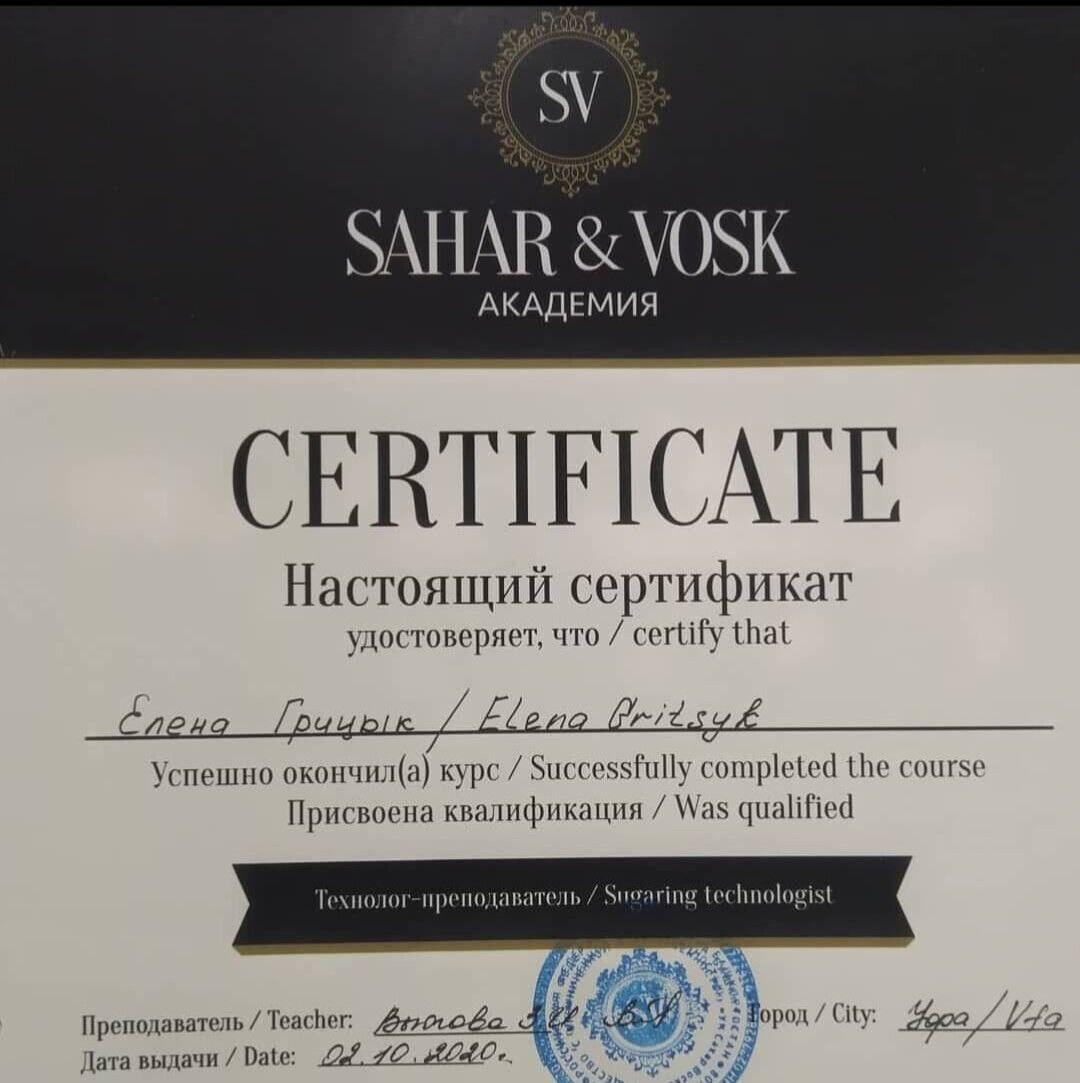 SV
SAHAR & VOSK
АКАДЕМИЯ
CERTIFICATE
Настоящий сертификат
удостоверяет, что / certify that
Елена Грицык / Elena Gritsyk
Успешно окончил(а) курс / Successfully completed the course
Присвоена квалификация / Was qualified
Технолог-преподаватель / Sugaring technologist
Преподаватель / Teacher:
Город / City: Уфа / Ufa
Дата выдачи / Date: 02.10.2020г.